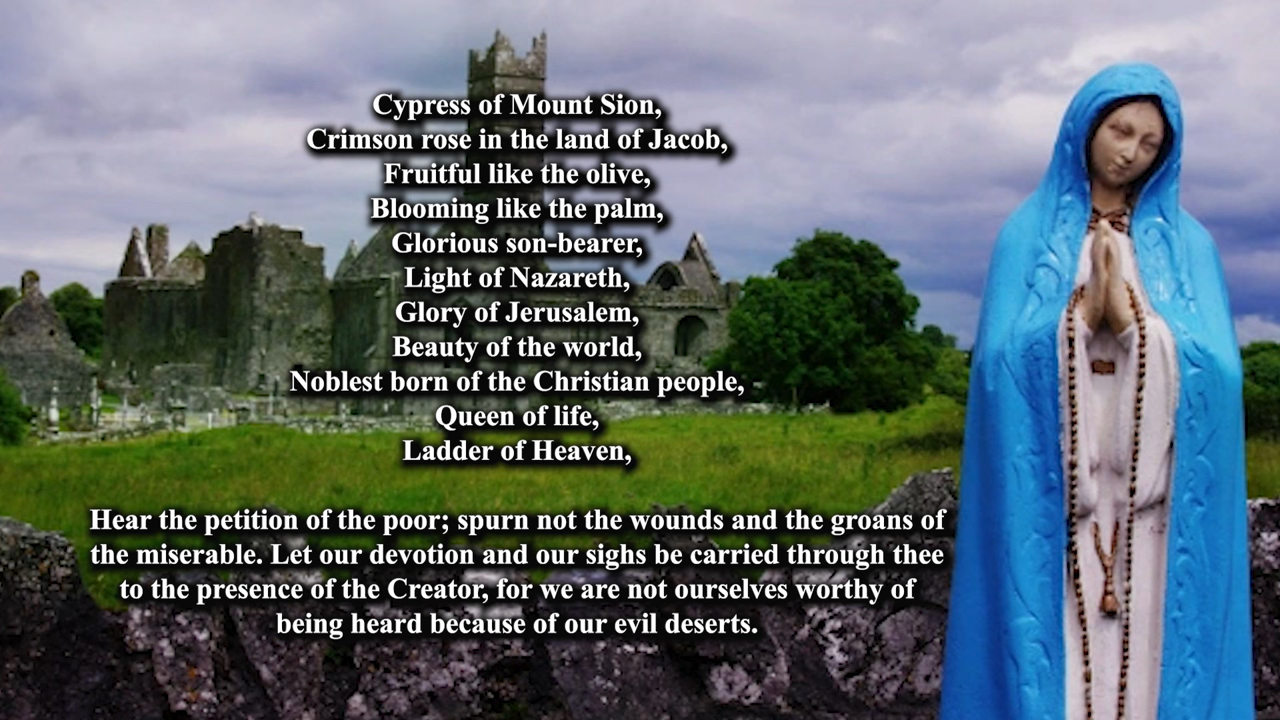 Cypress of Mount Sion,
Crimson rose in the land of Jacob,
Fruitful like the olive,
Blooming like the palm,
Glorious son-bearer,
Light of Nazareth,
Glory of Jerusalem,
Beauty of the world,
Noblest born of the Christian people,
Queen of life,
Ladder of Heaven,
Hear the petition of the poor; spurn not the wounds and the groans of
the miserable. Let our devotion and our sighs be carried through thee
to the presence of the Creator, for we are not ourselves worthy of
being heard because of our evil deserts.